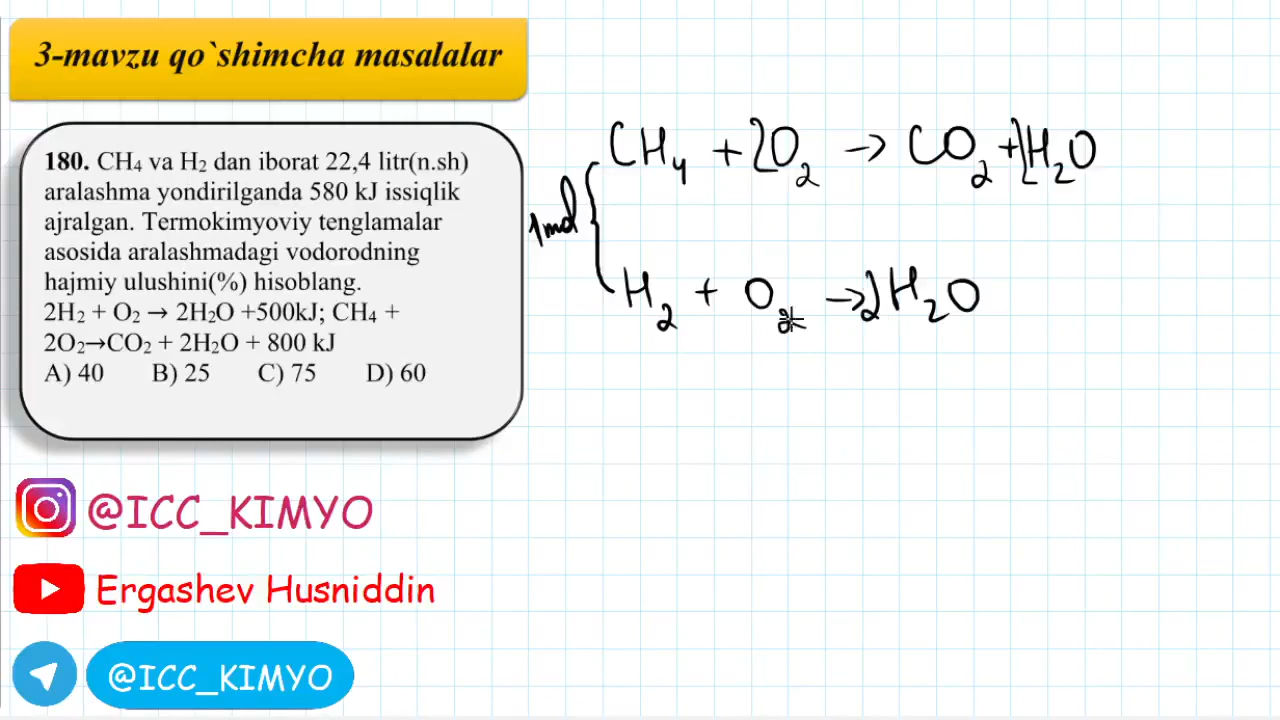 3-mavzu qo`shimcha masalalar
180. CH₄ va H₂ dan iborat 22,4 litr(n.sh)
aralashma yondirilganda 580 kJ issiqlik
ajralgan. Termokimyoviy tenglamalar
asosida aralashmadagi vodorodning
hajmiy ulushini(%) hisoblang.
2H₂ + O₂ → 2H₂O +500kJ; CH₄ +
2O₂→CO₂ + 2H₂O + 800 kJ
A) 40 B) 25 C) 75 D) 60
@ICC_KIMYO
Ergashev Husniddin
@ICC_KIMYO
CH₄ + 2O₂ → CO₂ + 2H₂O
1mol
H₂ + O₂ → 2H₂O